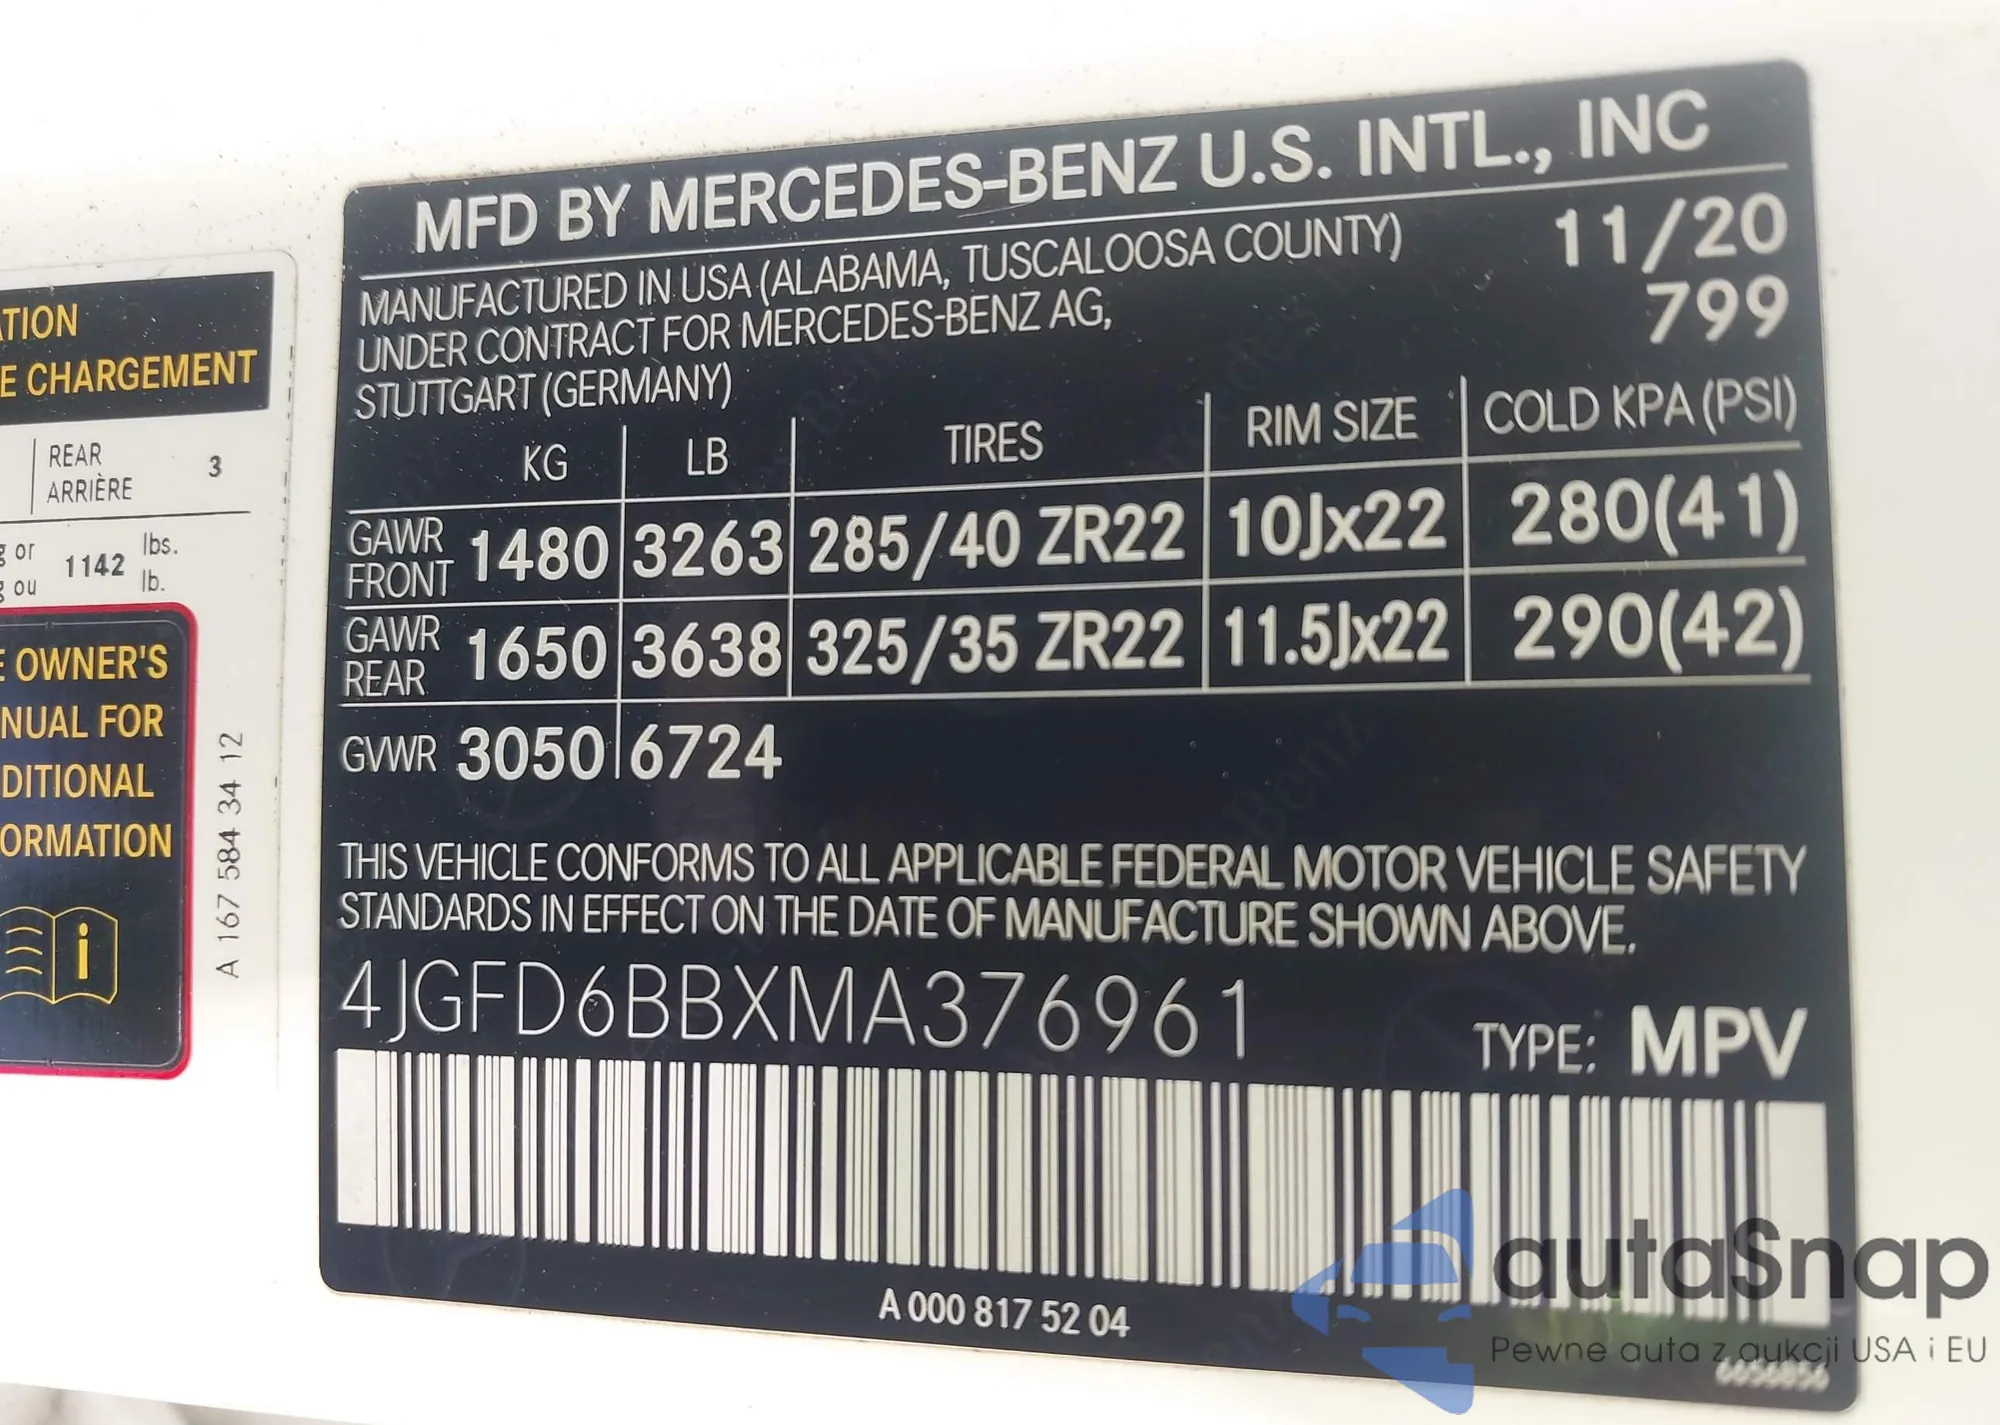 ATION
E CHARGEMENT
REAR
ARRIÈRE
3
g or
g ou
1142
lbs.
lb.
E OWNER'S
NUAL FOR
DITIONAL
ORMATION
i
A 167 584 34 12
MFD BY MERCEDES-BENZ U.S. INTL., INC
MANUFACTURED IN USA (ALABAMA, TUSCALOOSA COUNTY)
UNDER CONTRACT FOR MERCEDES-BENZ AG,
STUTTGART (GERMANY)
11/20
799
KG LB TIRES RIM SIZE COLD KPA (PSI)
GAWR FRONT 1480 3263 285/40 ZR22 10Jx22 280(41)
GAWR REAR 1650 3638 325/35 ZR22 11.5Jx22 290(42)
GVWR 3050 6724
THIS VEHICLE CONFORMS TO ALL APPLICABLE FEDERAL MOTOR VEHICLE SAFETY
STANDARDS IN EFFECT ON THE DATE OF MANUFACTURE SHOWN ABOVE.
4JGFD6BBXMA376961
TYPE: MPV
A 000 817 52 04
autaSnap
Pewne auta z aukcji USA i EU